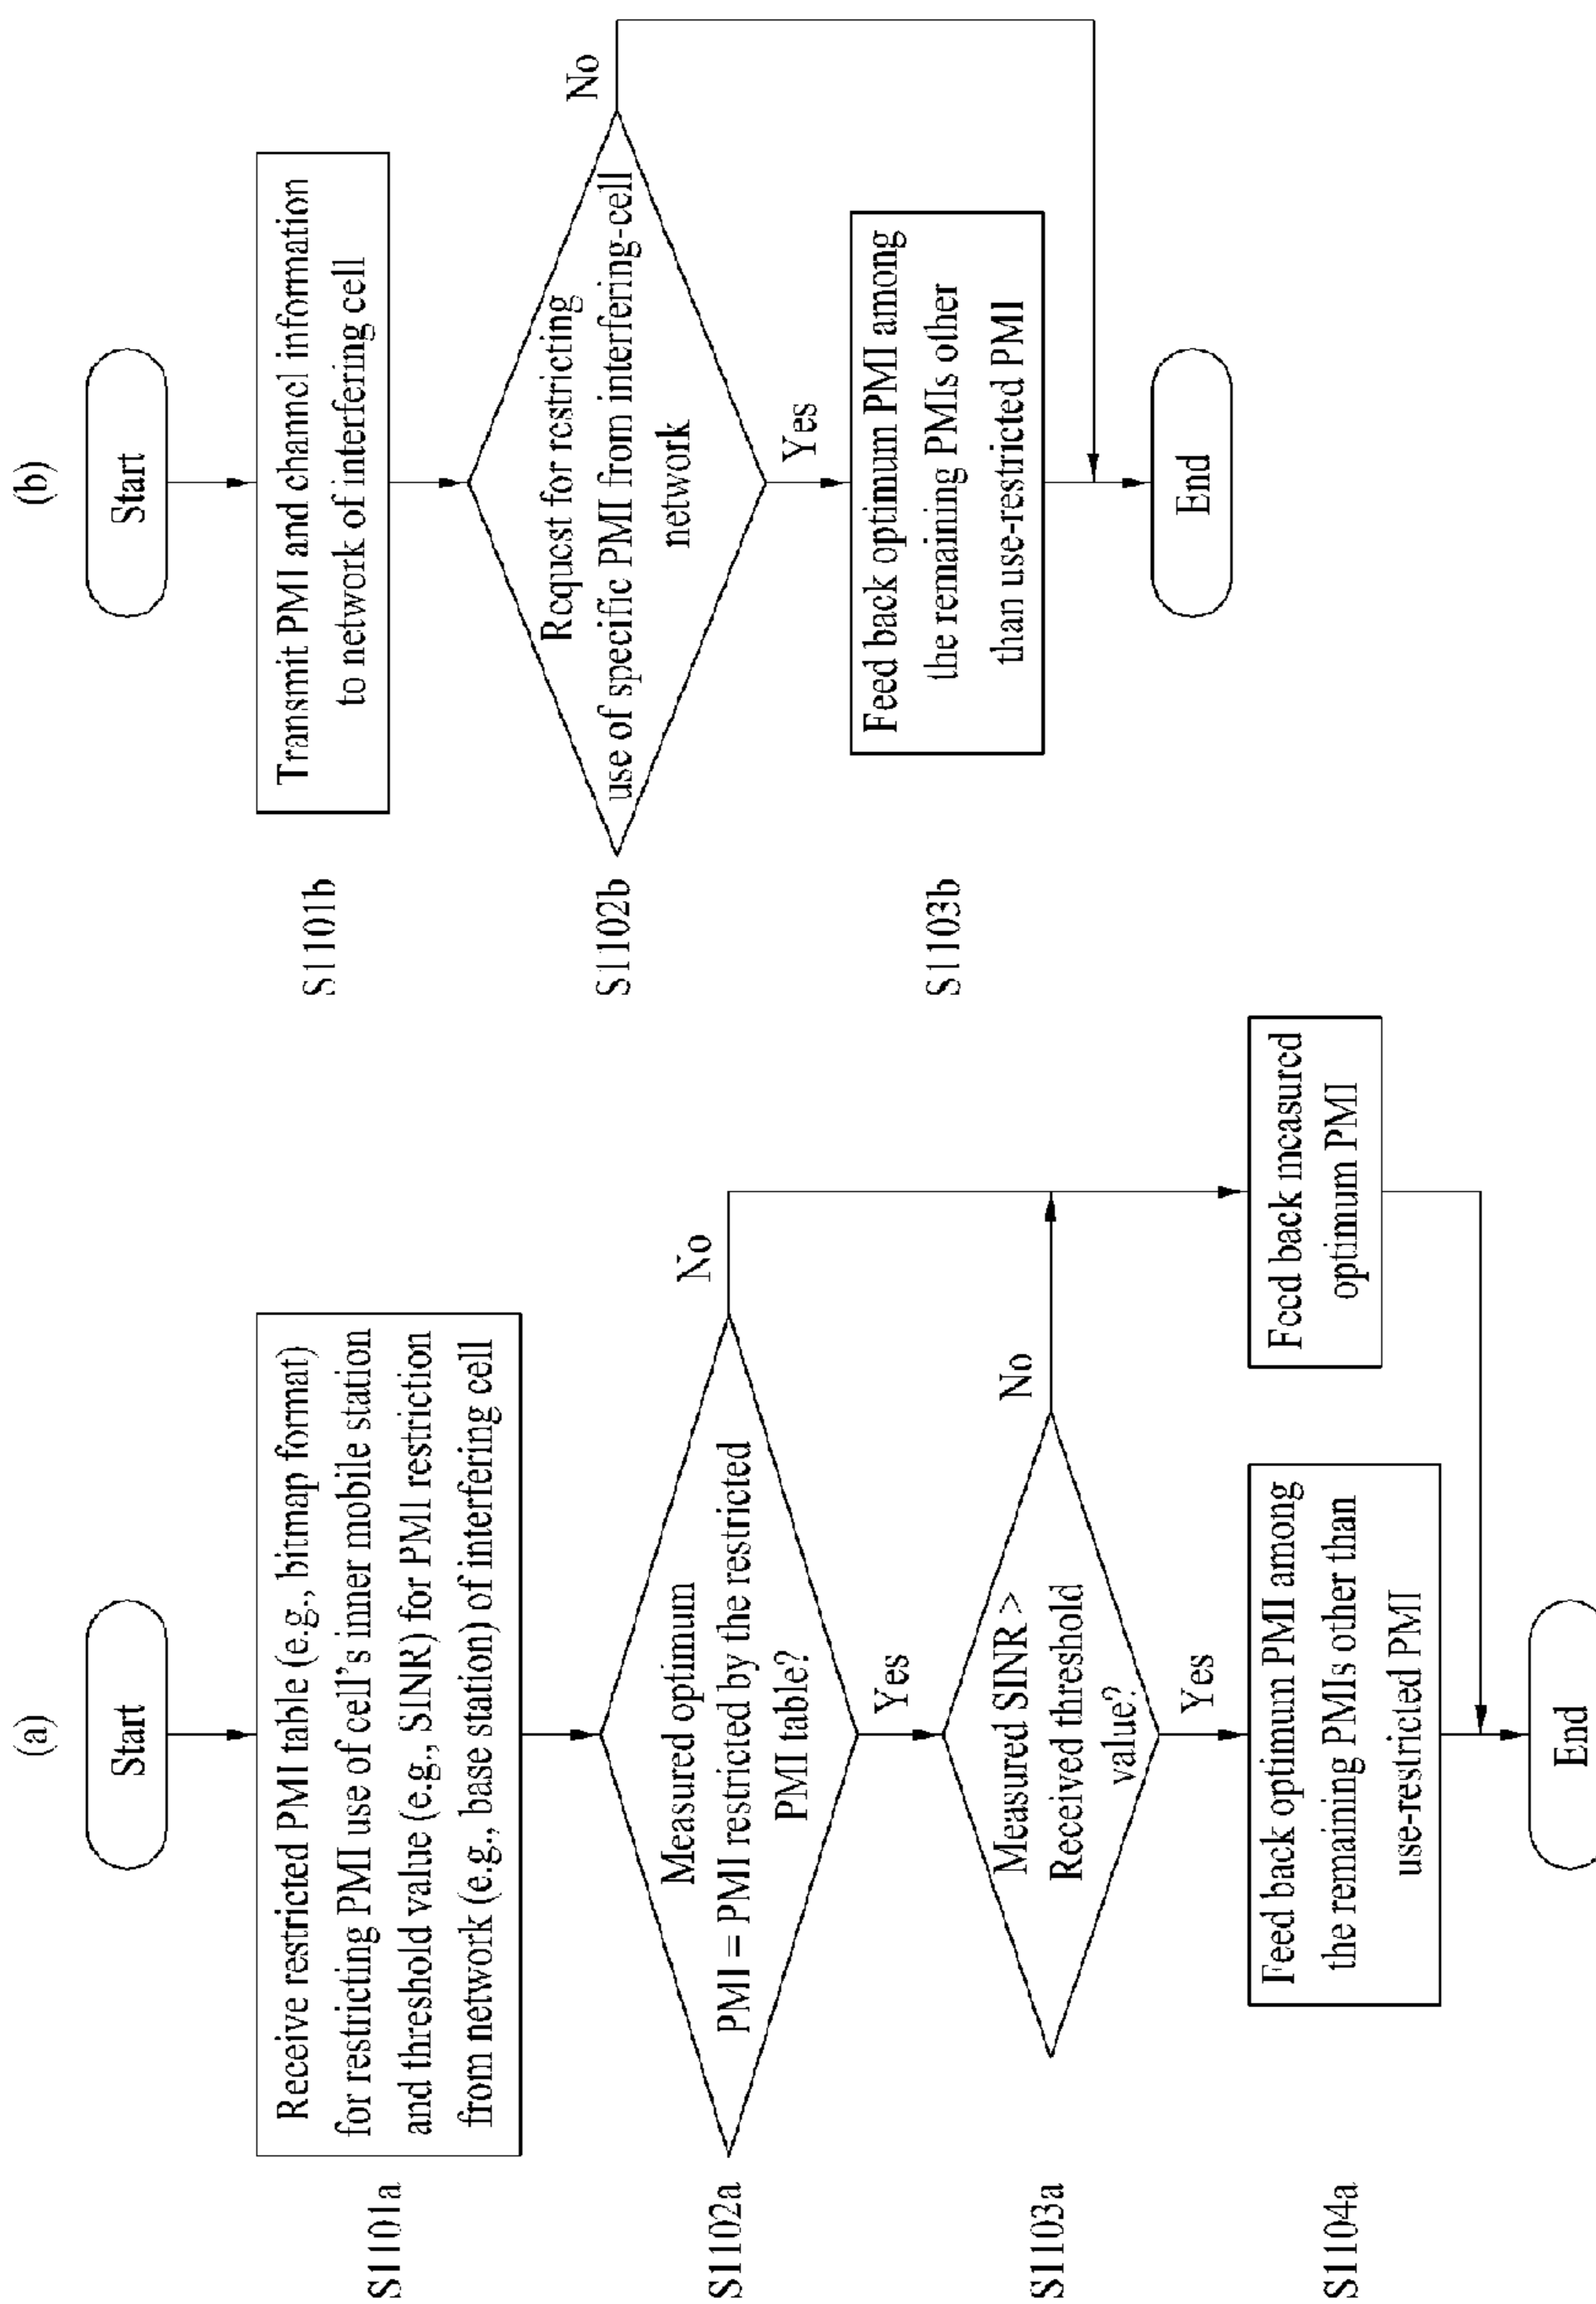 (a)
Start
S1101a
Receive restricted PMI table (e.g., bitmap format)
for restricting PMI use of cell's inner mobile station
and threshold value (e.g., SINR) for PMI restriction
from network (e.g., base station) of interfering cell
S1102a
Measured optimum
PMI = PMI restricted by the restricted
PMI table?
No
Yes
S1103a
Measured SINR >
Received threshold
value?
No
Yes
S1104a
Feed back optimum PMI among
the remaining PMIs other than
use-restricted PMI
Feed back measured
optimum PMI
End
(b)
Start
S1101b
Transmit PMI and channel information
to network of interfering cell
S1102b
Request for restricting
use of specific PMI from interfering-cell
network
No
Yes
S1103b
Feed back optimum PMI among
the remaining PMIs other
than use-restricted PMI
End